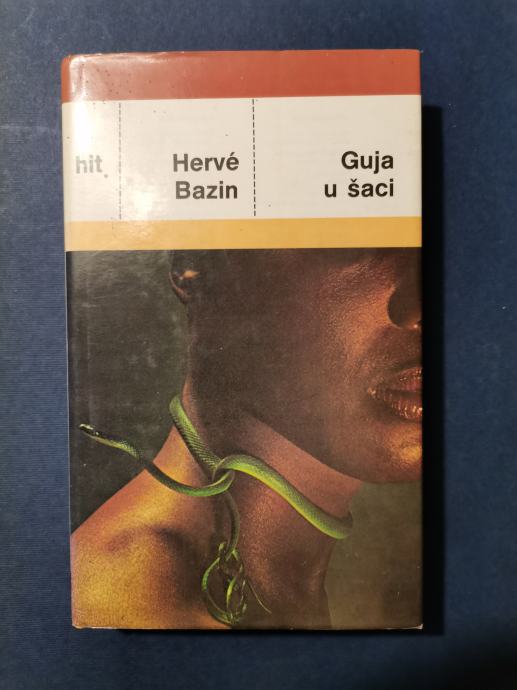 hit
Hervé
Bazin
Guja
u šaci